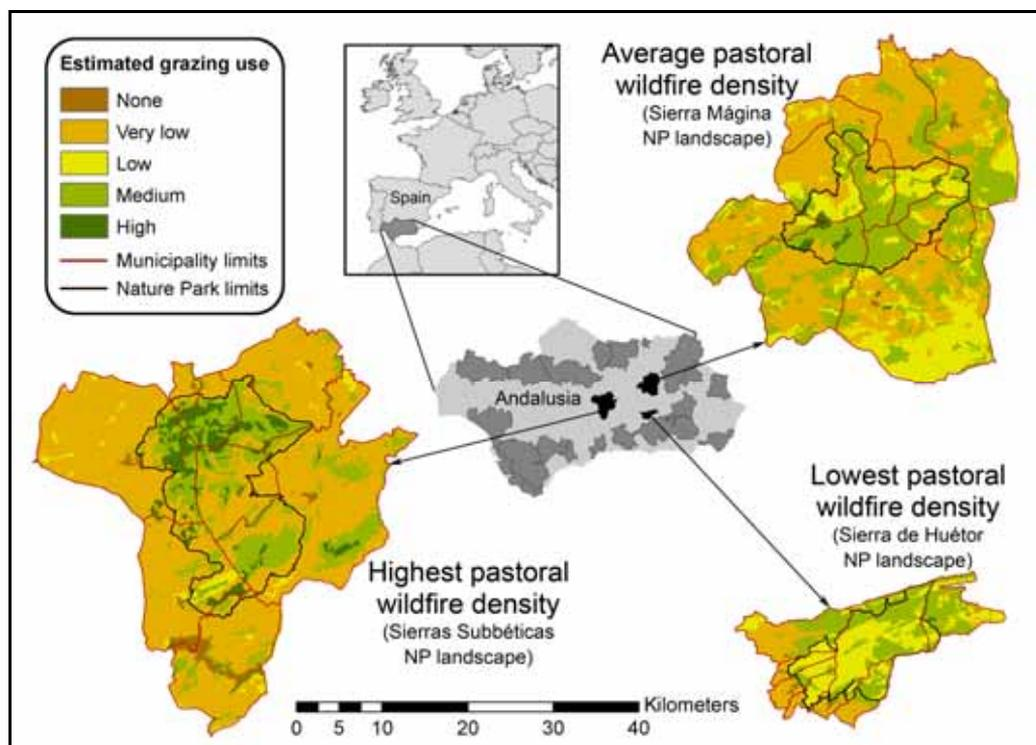 Estimated grazing use
None
Very low
Low
Medium
High
Municipality limits
Nature Park limits
Spain
Average pastoral
wildfire density
(Sierra Mágina
NP landscape)
Andalusia
Highest pastoral
wildfire density
(Sierras Subbéticas
NP landscape)
Lowest pastoral
wildfire density
(Sierra de Huétor
NP landscape)
Kilometers
0 5 10 20 30 40